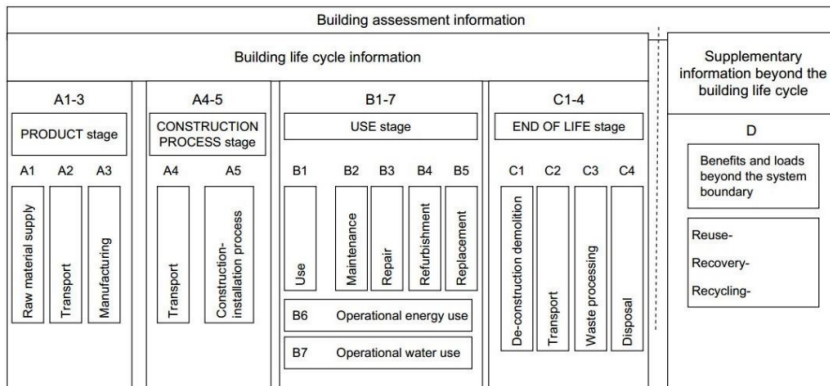 Building assessment information
Building life cycle information
Supplementary
information beyond the
building life cycle
A1-3
PRODUCT stage
A1
A2
A3
Raw material supply
Transport
Manufacturing
A4-5
CONSTRUCTION
PROCESS stage
A4
A5
Transport
Construction-
installation process
B1-7
USE stage
B1
B2
B3
B4
B5
Use
Maintenance
Repair
Refurbishment
Replacement
B6 Operational energy use
B7 Operational water use
C1-4
END OF LIFE stage
C1
C2
C3
C4
De-construction demolition
Transport
Waste processing
Disposal
D
Benefits and loads
beyond the system
boundary
Reuse-
Recovery-
Recycling-